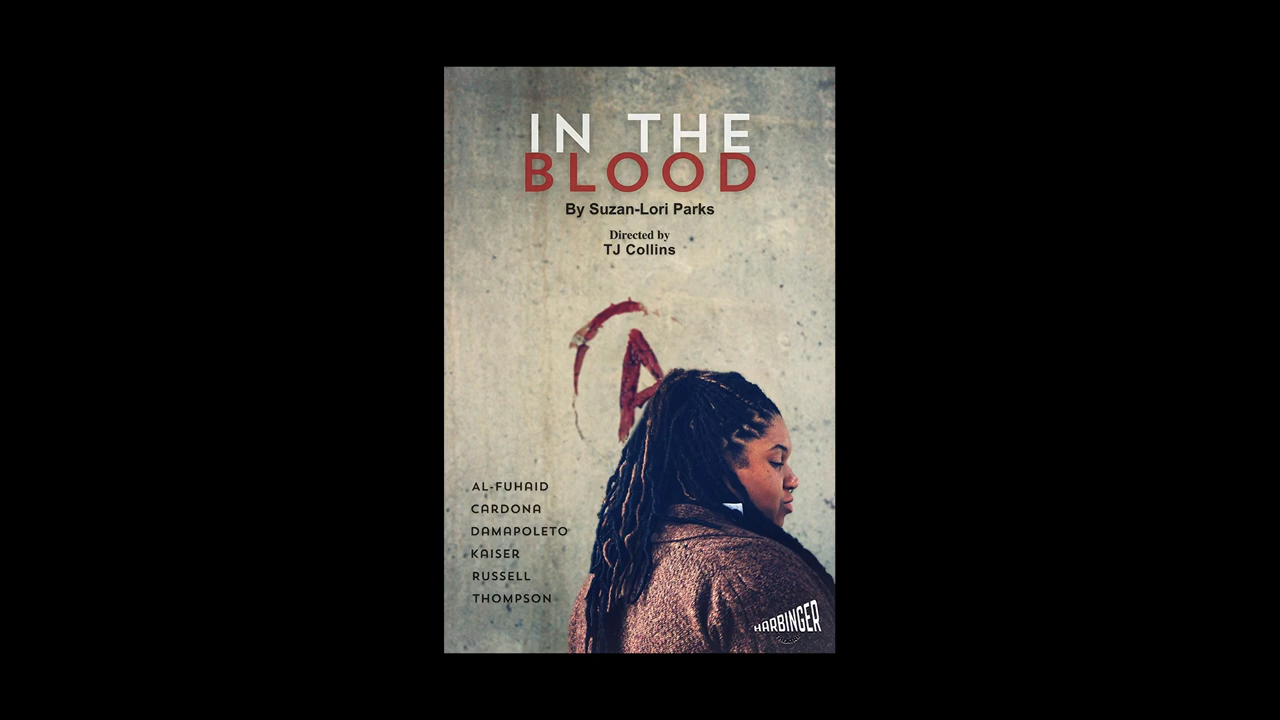 IN THE
BLOOD
By Suzan-Lori Parks
Directed by
TJ Collins
A
AL-FUHAID
CARDONA
DAMAPOLETO
KAISER
RUSSELL
THOMPSON
HARBINGER